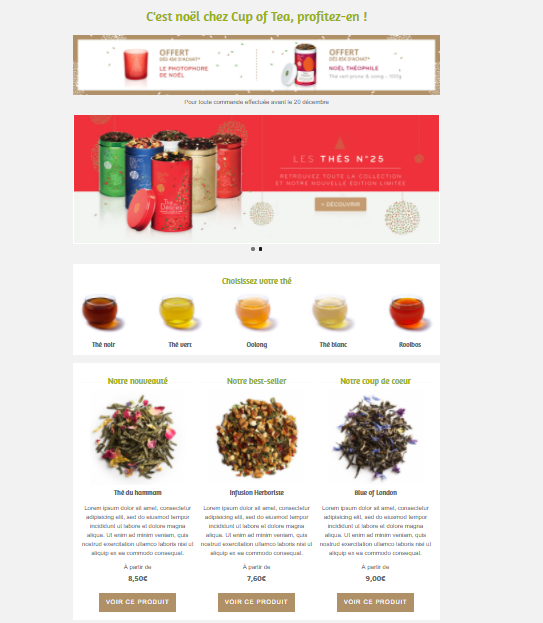 C'est noël chez Cup of Tea, profitez-en !
OFFERT
DÈS 45€ D'ACHAT*
LE PHOTOPHORE
DE NOËL
OFFERT
NOËL THÉOPHILE
Thé vert prune & orange - 100g
Pour toute commande effectuée avant le 20 décembre
LES THÉS N°25
RETROUVEZ TOUTE LA COLLECTION
ET NOTRE NOUVELLE ÉDITION LIMITÉE
+ DÉCOUVRIR
Choisissez votre thé
Thé noir
Thé vert
Oolong
Thé blanc
Rooibos
Notre nouveauté
Thé du hammam
Lorem ipsum dolor sit amet, consectetur
adipisicing elit, sed do eiusmod tempor
incididunt ut labore et dolore magna
aliqua. Ut enim ad minim veniam, quis
nostrud exercitation ullamco laboris nisi ut
aliquip ex ea commodo consequat.
À partir de
8,50€
VOIR CE PRODUIT
Notre best-seller
Infusion Herboriste
Lorem ipsum dolor sit amet, consectetur
adipisicing elit, sed do eiusmod tempor
incididunt ut labore et dolore magna
aliqua. Ut enim ad minim veniam, quis
nostrud exercitation ullamco laboris nisi ut
aliquip ex ea commodo consequat.
À partir de
7,60€
VOIR CE PRODUIT
Notre coup de coeur
Blue of London
Lorem ipsum dolor sit amet, consectetur
adipisicing elit, sed do eiusmod tempor
incididunt ut labore et dolore magna
aliqua. Ut enim ad minim veniam, quis
nostrud exercitation ullamco laboris nisi ut
aliquip ex ea commodo consequat.
À partir de
9,00€
VOIR CE PRODUIT